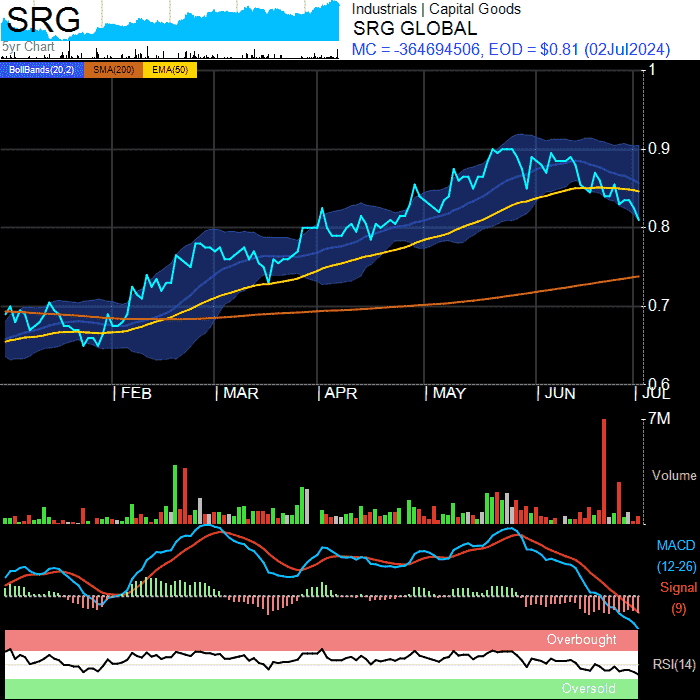 SRG
Industrials | Capital Goods
SRG GLOBAL
5yr Chart
MC = -364694506, EOD = $0.81 (02Jul2024)
BollBands(20,2) SMA(200) EMA(50)
1
0.9
0.8
0.7
0.6
FEB MAR APR MAY JUN JUL
7M
Volume
MACD
(12-26)
Signal
(9)
Overbought
RSI(14)
Oversold